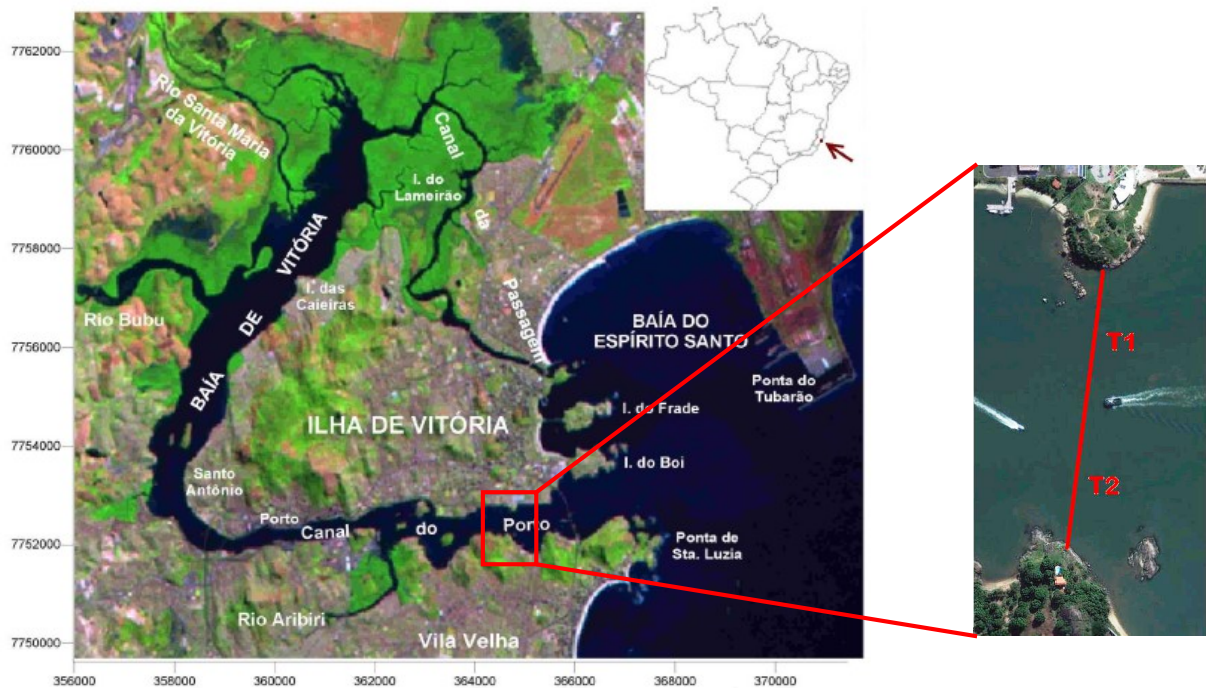 7762000
7760000
7758000
7756000
7754000
7752000
7750000
356000
358000
360000
362000
364000
366000
368000
370000
Rio Santa Maria
da Vitória
Canal
da
Passagem
I. do
Lameirão
BAÍA
DE
VITÓRIA
I. das
Caieiras
Rio Bubu
BAÍA DO
ESPÍRITO SANTO
Ponta do
Tubarão
I. do Frade
ILHA DE VITÓRIA
I. do Boi
Santo
Antônio
Porto
Canal
do
Porto
Ponta de
Sta. Luzia
Rio Aribiri
Vila Velha
T1
T2